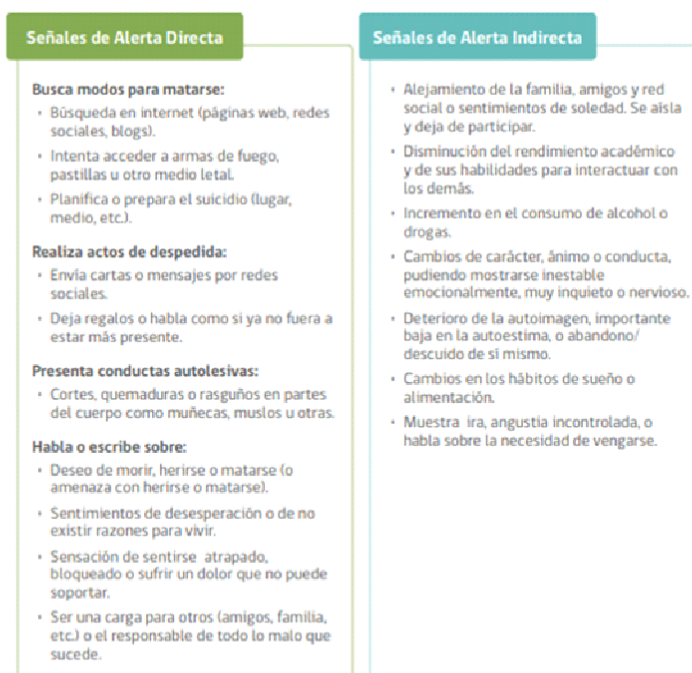 Señales de Alerta Directa
Busca modos para matarse:
• Búsqueda en internet (páginas web, redes
sociales, blogs).
• Intenta acceder a armas de fuego,
pastillas u otro medio letal.
• Planifica o prepara el suicidio (lugar,
medio, etc.).
Realiza actos de despedida:
• Envía cartas o mensajes por redes
sociales.
• Deja regalos o habla como si ya no fuera a
estar más presente.
Presenta conductas autolesivas:
• Cortes, quemaduras o rasguños en partes
del cuerpo como muñecas, muslos u otras.
Habla o escribe sobre:
• Deseo de morir, herirse o matarse (o
amenaza con herirse o matarse).
• Sentimientos de desesperación o de no
existir razones para vivir.
• Sensación de sentirse atrapado,
bloqueado o sufrir un dolor que no puede
soportar.
• Ser una carga para otros (amigos, familia,
etc.) o el responsable de todo lo malo que
sucede.
Señales de Alerta Indirecta
• Alejamiento de la familia, amigos y red
social o sentimientos de soledad. Se aísla
y deja de participar.
• Disminución del rendimiento académico
y de sus habilidades para interactuar con
los demás.
• Incremento en el consumo de alcohol o
drogas.
• Cambios de carácter, ánimo o conducta,
pudiendo mostrarse inestable
emocionalmente, muy inquieto o nervioso.
• Deterioro de la autoimagen, importante
baja en la autoestima, o abandono/
descuido de sí mismo.
• Cambios en los hábitos de sueño o
alimentación.
• Muestra ira, angustia incontrolada, o
habla sobre la necesidad de vengarse.